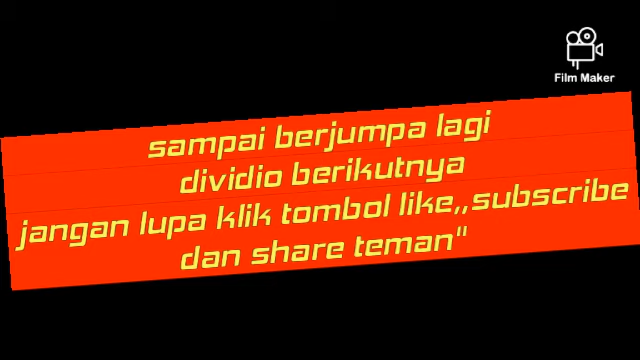 Film Maker
sampai berjumpa lagi
dividio berikutnya
jangan lupa klik tombol like,,subscribe
dan share teman"